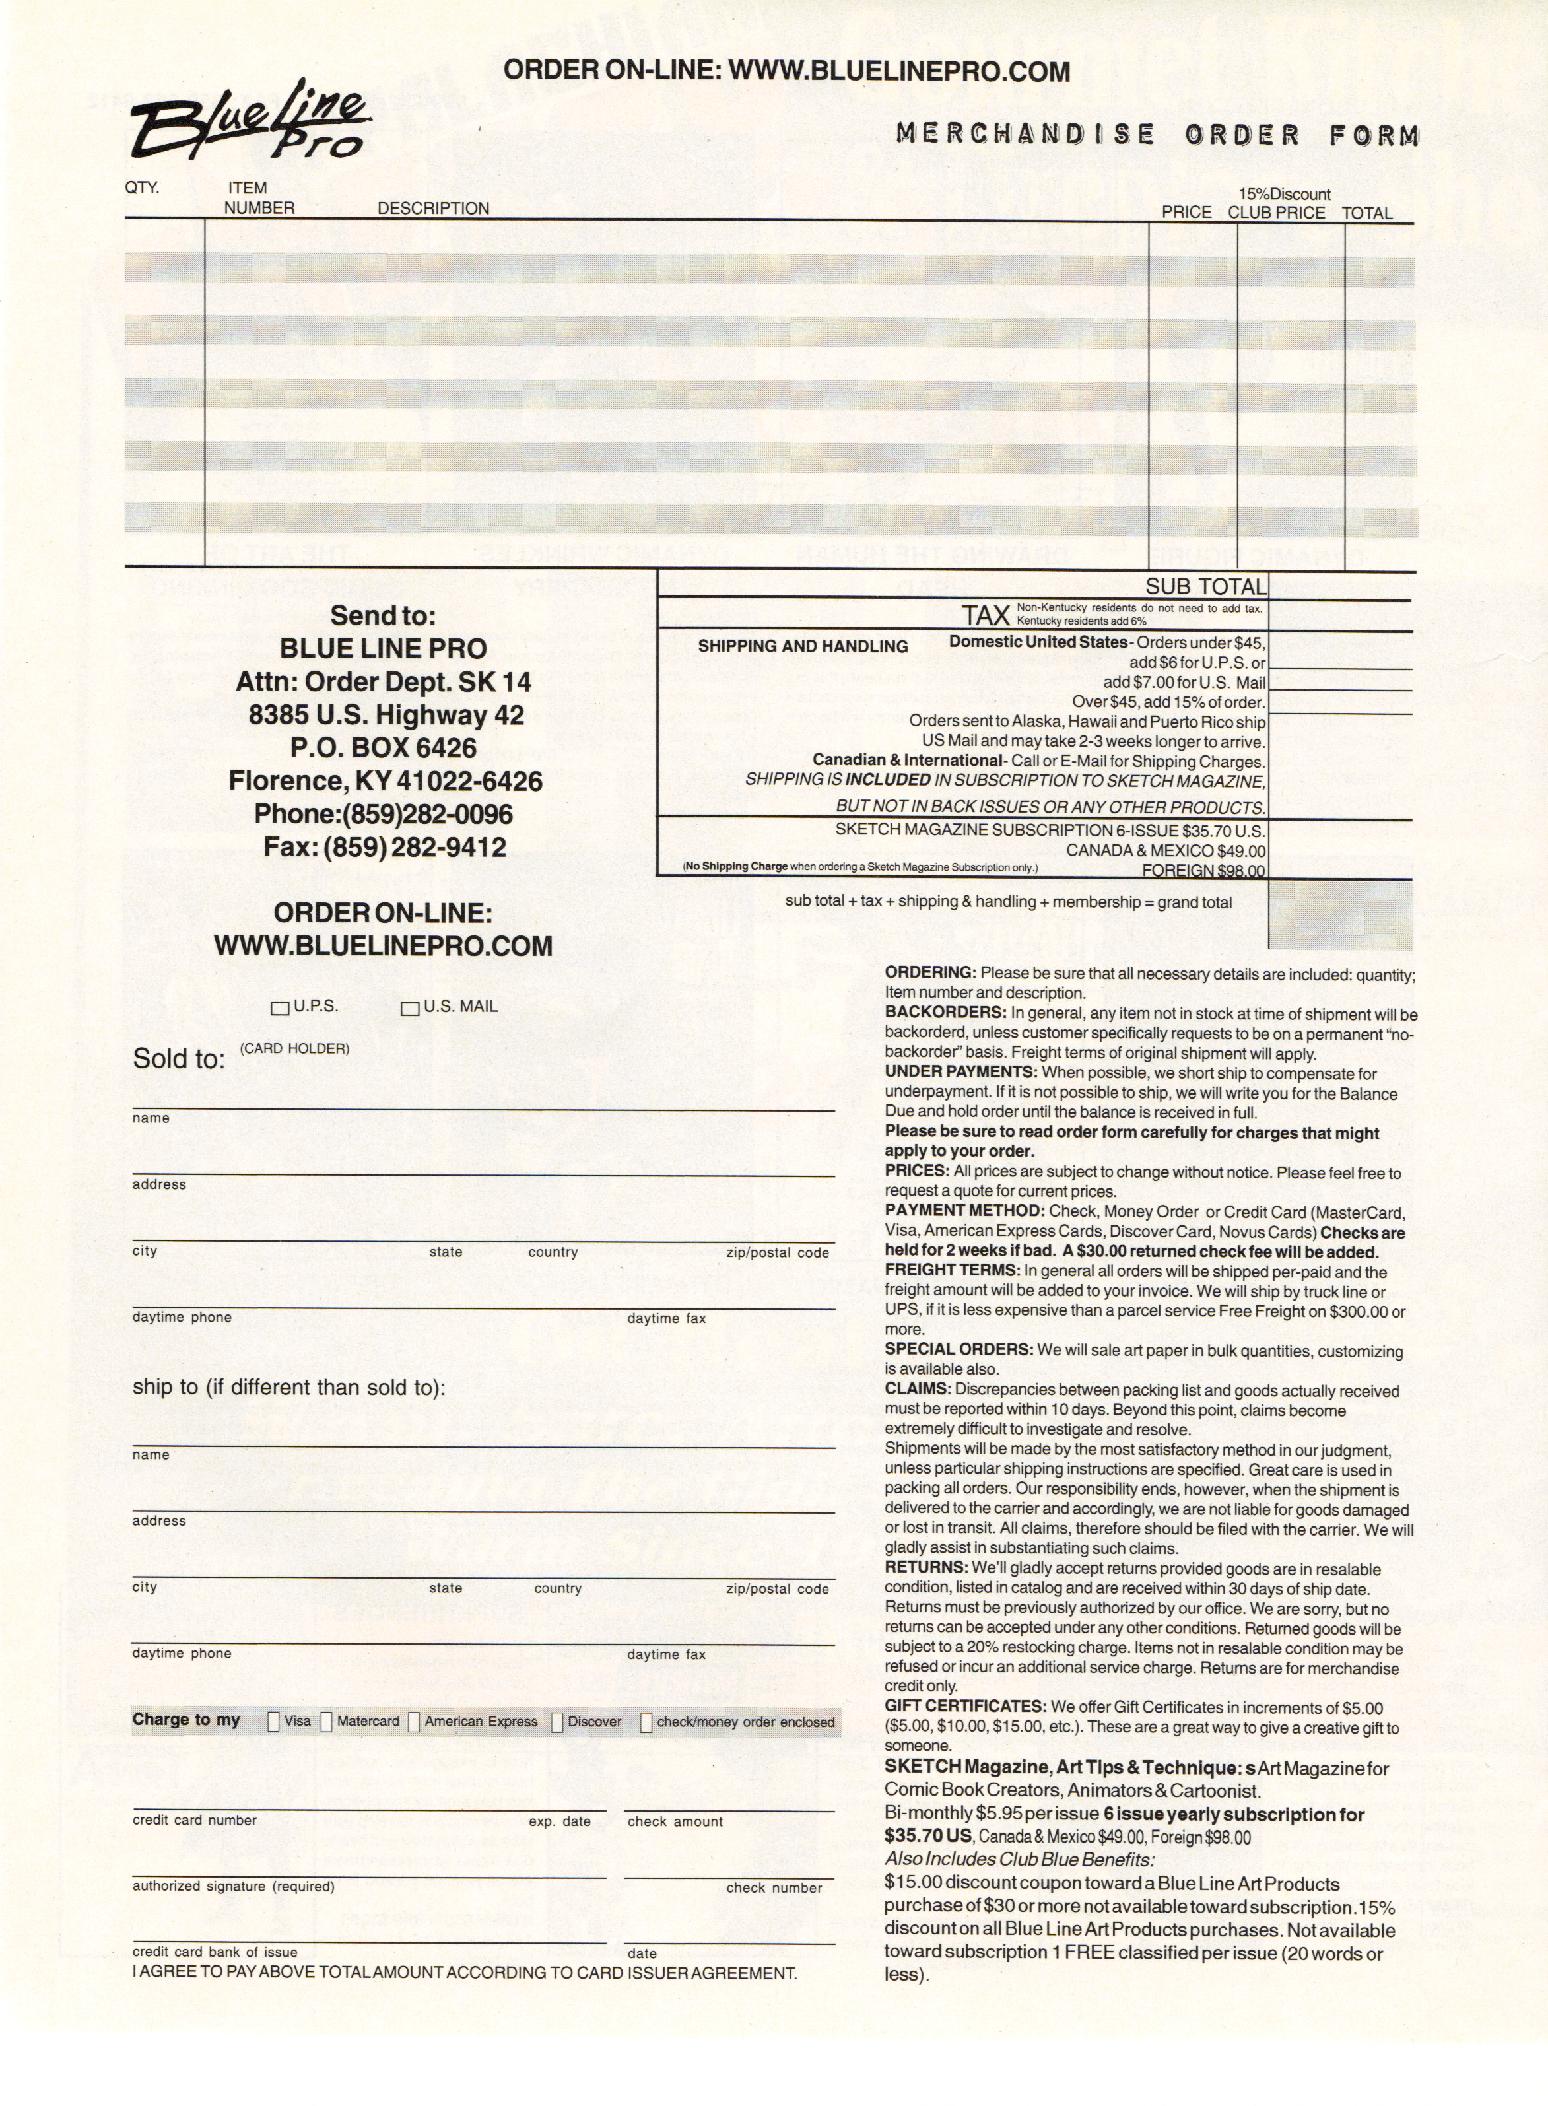 ORDER ON-LINE: WWW.BLUELINEPRO.COM
Blue Line
Pro
MERCHANDISE ORDER FORM
QTY. ITEM
NUMBER DESCRIPTION
15%Discount
PRICE CLUB PRICE TOTAL
SUB TOTAL
TAX Non-Kentucky residents do not need to add tax.
Kentucky residents add 6%
SHIPPING AND HANDLING Domestic United States- Orders under $45,
add $6 for U.P.S. or
add $7.00 for U.S. Mail
Over $45, add 15% of order.
Orders sent to Alaska, Hawaii and Puerto Rico ship
US Mail and may take 2-3 weeks longer to arrive.
Canadian & International- Call or E-Mail for Shipping Charges.
SHIPPING IS INCLUDED IN SUBSCRIPTION TO SKETCH MAGAZINE,
BUT NOT IN BACK ISSUES OR ANY OTHER PRODUCTS.
SKETCH MAGAZINE SUBSCRIPTION 6-ISSUE $35.70 U.S.
CANADA & MEXICO $49.00
(No Shipping Charge when ordering a Sketch Magazine Subscription only.) FOREIGN $98.00
sub total + tax + shipping & handling + membership = grand total
Send to:
BLUE LINE PRO
Attn: Order Dept. SK 14
8385 U.S. Highway 42
P.O. BOX 6426
Florence, KY 41022-6426
Phone:(859)282-0096
Fax: (859) 282-9412
ORDER ON-LINE:
WWW.BLUELINEPRO.COM
U.P.S. U.S. MAIL
Sold to: (CARD HOLDER)
name
address
city state country zip/postal code
daytime phone daytime fax
ship to (if different than sold to):
name
address
city state country zip/postal code
daytime phone daytime fax
Charge to my Visa Matercard American Express Discover check/money order enclosed
credit card number exp. date check amount
authorized signature (required) check number
credit card bank of issue date
I AGREE TO PAY ABOVE TOTAL AMOUNT ACCORDING TO CARD ISSUER AGREEMENT.
ORDERING: Please be sure that all necessary details are included: quantity;
Item number and description.
BACKORDERS: In general, any item not in stock at time of shipment will be
backorderd, unless customer specifically requests to be on a permanent "no-
backorder" basis. Freight terms of original shipment will apply.
UNDER PAYMENTS: When possible, we short ship to compensate for
underpayment. If it is not possible to ship, we will write you for the Balance
Due and hold order until the balance is received in full.
Please be sure to read order form carefully for charges that might
apply to your order.
PRICES: All prices are subject to change without notice. Please feel free to
request a quote for current prices.
PAYMENT METHOD: Check, Money Order or Credit Card (MasterCard,
Visa, American Express Cards, Discover Card, Novus Cards) Checks are
held for 2 weeks if bad. A $30.00 returned check fee will be added.
FREIGHT TERMS: In general all orders will be shipped per-paid and the
freight amount will be added to your invoice. We will ship by truck line or
UPS, if it is less expensive than a parcel service Free Freight on $300.00 or
more.
SPECIAL ORDERS: We will sale art paper in bulk quantities, customizing
is available also.
CLAIMS: Discrepancies between packing list and goods actually received
must be reported within 10 days. Beyond this point, claims become
extremely difficult to investigate and resolve.
Shipments will be made by the most satisfactory method in our judgment,
unless particular shipping instructions are specified. Great care is used in
packing all orders. Our responsibility ends, however, when the shipment is
delivered to the carrier and accordingly, we are not liable for goods damaged
or lost in transit. All claims, therefore should be filed with the carrier. We will
gladly assist in substantiating such claims.
RETURNS: We'll gladly accept returns provided goods are in resalable
condition, listed in catalog and are received within 30 days of ship date.
Returns must be previously authorized by our office. We are sorry, but no
returns can be accepted under any other conditions. Returned goods will be
subject to a 20% restocking charge. Items not in resalable condition may be
refused or incur an additional service charge. Returns are for merchandise
credit only.
GIFT CERTIFICATES: We offer Gift Certificates in increments of $5.00
($5.00, $10.00, $15.00, etc.). These are a great way to give a creative gift to
someone.
SKETCH Magazine, Art Tips & Technique: s Art Magazine for
Comic Book Creators, Animators & Cartoonist.
Bi-monthly $5.95 per issue 6 issue yearly subscription for
$35.70 US, Canada & Mexico $49.00, Foreign $98.00
Also Includes Club Blue Benefits:
$15.00 discount coupon toward a Blue Line Art Products
purchase of $30 or more not available toward subscription. 15%
discount on all Blue Line Art Products purchases. Not available
toward subscription 1 FREE classified per issue (20 words or
less).